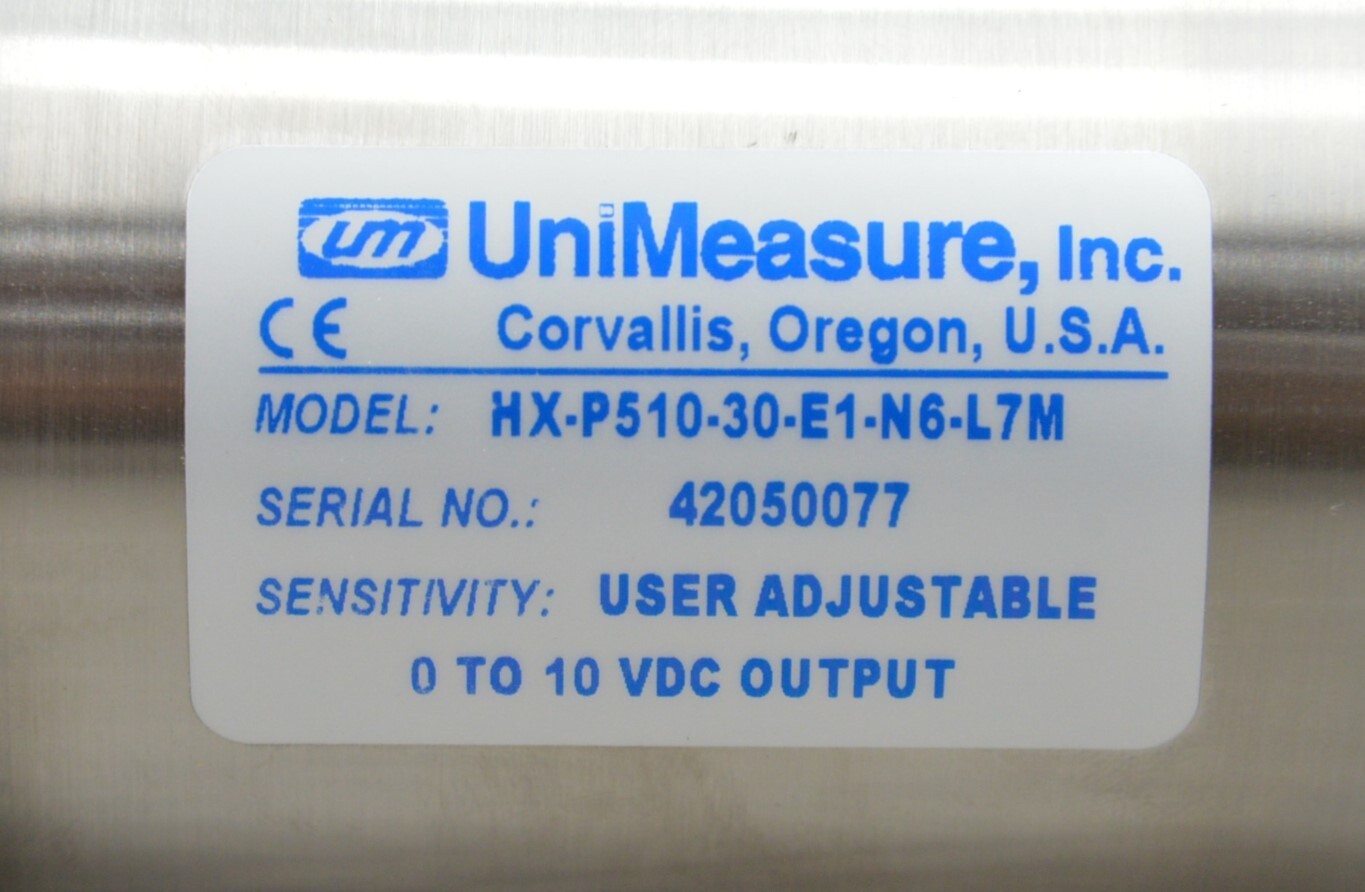 um UniMeasure, Inc.
CE Corvallis, Oregon, U.S.A.
MODEL: HX-P510-30-E1-N6-L7M
SERIAL NO.: 42050077
SENSITIVITY: USER ADJUSTABLE
0 TO 10 VDC OUTPUT